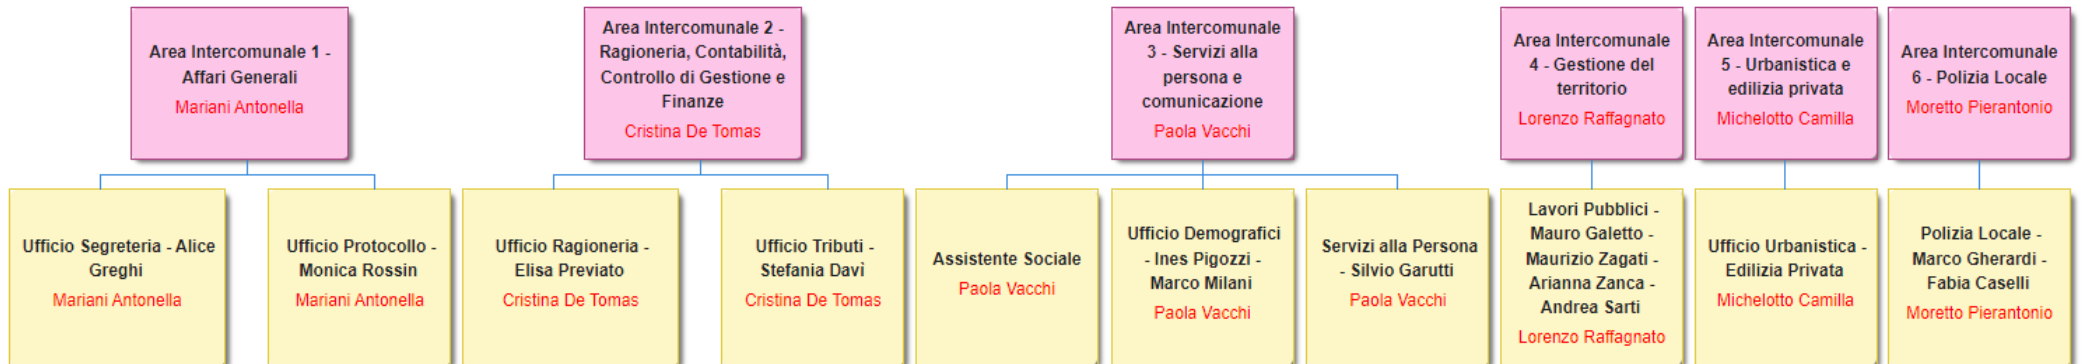 Area Intercomunale 1 -
Affari Generali
Mariani Antonella
Area Intercomunale 2 -
Ragioneria, Contabilità,
Controllo di Gestione e
Finanze
Cristina De Tomas
Area Intercomunale
3 - Servizi alla
persona e
comunicazione
Paola Vacchi
Area Intercomunale
4 - Gestione del
territorio
Lorenzo Raffagnato
Area Intercomunale
5 - Urbanistica e
edilizia privata
Michelotto Camilla
Area Intercomunale
6 - Polizia Locale
Moretto Pierantonio
Ufficio Segreteria - Alice
Greghi
Mariani Antonella
Ufficio Protocollo -
Monica Rossin
Mariani Antonella
Ufficio Ragioneria -
Elisa Previato
Cristina De Tomas
Ufficio Tributi -
Stefania Davì
Cristina De Tomas
Assistente Sociale
Paola Vacchi
Ufficio Demografici
- Ines Pigozzi -
Marco Milani
Paola Vacchi
Servizi alla Persona
- Silvio Garutti
Paola Vacchi
Lavori Pubblici -
Mauro Galetto -
Maurizio Zagati -
Arianna Zanca -
Andrea Sarti
Lorenzo Raffagnato
Ufficio Urbanistica -
Edilizia Privata
Michelotto Camilla
Polizia Locale -
Marco Gherardi -
Fabia Caselli
Moretto Pierantonio